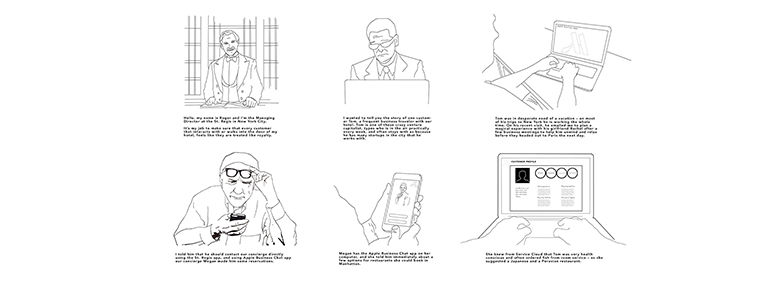 Hello, my name is Roger and I'm the Managing
Director at the St. Regis in New York City.
It's my job to make sure that every customer
that interacts with or walks into the door of my
hotel, feels like they are treated like royalty.
I wanted to tell you the story of one custom-
er Tom, a frequent business traveler with our
hotel. Tom is one of these crazy venture
capitalist, types who is in the air practically
every week, and often stays with us because
he has many startups in the city that he
works with.
Tom was in desperate need of a vacation – on most
of his trips to New York he is working the whole
time. On his recent visit, he emailed me to plan a
magical experience with his girlfriend Rachel after a
few business meetings to help him unwind and relax
before they headed out to Paris the next day.
I told him that he should contact our concierge directly
using the St. Regis app, and using Apple Business Chat app
our concierge Megan made him some reservations.
Megan has the Apple Business Chat app on her
computer, and she told him immediately about a
few options for restaurants she could book in
Manhattan.
CUSTOMER PROFILE
She knew from Service Cloud that Tom was very health
conscious and often ordered fish from room service – so she
suggested a Japanese and a Peruvian restaurant.